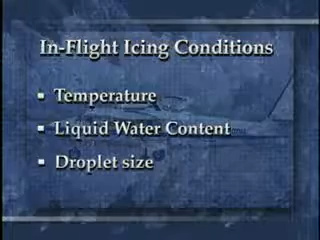 In-Flight Icing Conditions
▪ Temperature
▪ Liquid Water Content
▪ Droplet size